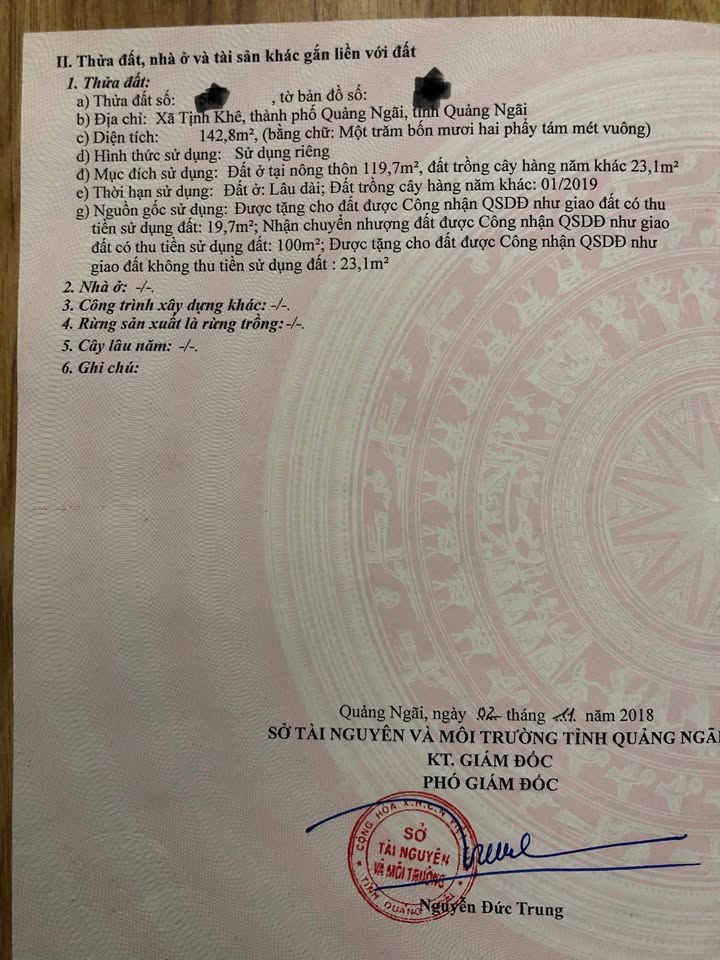 II. Thửa đất, nhà ở và tài sản khác gắn liền với đất
1. Thửa đất:
a) Thửa đất số: , tờ bản đồ số:
b) Địa chỉ: Xã Tịnh Khê, thành phố Quảng Ngãi, tỉnh Quảng Ngãi
c) Diện tích: 142,8m², (bằng chữ: Một trăm bốn mươi hai phẩy tám mét vuông)
d) Hình thức sử dụng: Sử dụng riêng
đ) Mục đích sử dụng: Đất ở tại nông thôn 119,7m², đất trồng cây hàng năm khác 23,1m²
e) Thời hạn sử dụng: Đất ở: Lâu dài; Đất trồng cây hàng năm khác: 01/2019
g) Nguồn gốc sử dụng: Được tặng cho đất được Công nhận QSDĐ như giao đất có thu
tiền sử dụng đất: 19,7m²; Nhận chuyển nhượng đất được Công nhận QSDĐ như giao
đất có thu tiền sử dụng đất: 100m²; Được tặng cho đất được Công nhận QSDĐ như
giao đất không thu tiền sử dụng đất : 23,1m²
2. Nhà ở: -/-.
3. Công trình xây dựng khác: -/-.
4. Rừng sản xuất là rừng trồng: -/-.
5. Cây lâu năm: -/-.
6. Ghi chú:
Quảng Ngãi, ngày 02 tháng 11 năm 2018
SỞ TÀI NGUYÊN VÀ MÔI TRƯỜNG TỈNH QUẢNG NGÃI
KT. GIÁM ĐỐC
PHÓ GIÁM ĐỐC
CỘNG HÒA X.H.C.N VIỆT
SỞ
TÀI NGUYÊN
VÀ MÔI TRƯỜNG
TỈNH QUẢNG NGÃI
Nguyễn Đức Trung